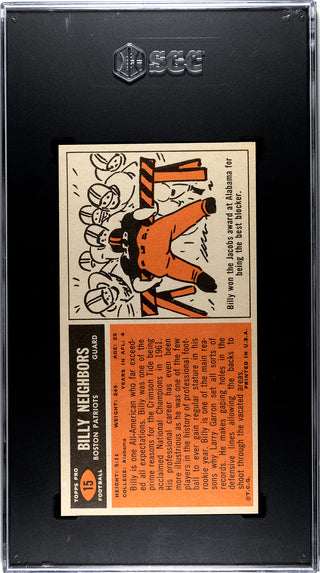 SGC
TOPPS PRO
FOOTBALL
15
BILLY NEIGHBORS
BOSTON PATRIOTS GUARD
HEIGHT: 5-11 WEIGHT: 245 AGE: 25
COLLEGE: Alabama YEARS IN AFL: 4
Billy is one All-American who far exceed-
ed all expectations. Billy was one of the
prime reasons for the Crimson Tide being
acclaimed National Champions in 1961.
His professional career has even been
more illustrious as he was one of the few
players in the history of professional foot-
ball to ever gain regular stature in his
rookie year. Billy is one of the main rea-
sons why Larry Garron set all sorts of
records. He makes gaping holes in the
defensive lines allowing the backs to
shoot through the vacated areas.
©T.C.G. PRINTED IN U.S.A.
Billy won the Jacobs award at Alabama for
being the best blocker.